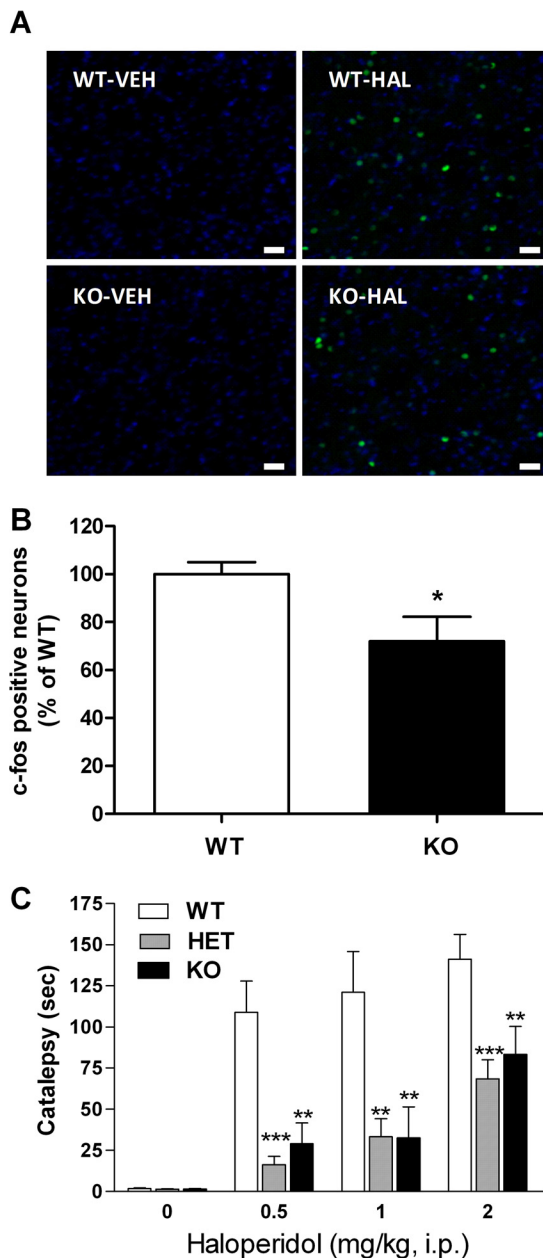 A
WT-VEH
WT-HAL
KO-VEH
KO-HAL
B
c-fos positive neurons
(% of WT)
120
100
80
60
40
20
0
*
WT
KO
C
Catalepsy (sec)
175
150
125
100
75
50
25
0
WT
HET
KO
***
**
**
**
***
**
0
0.5
1
2
Haloperidol (mg/kg, i.p.)